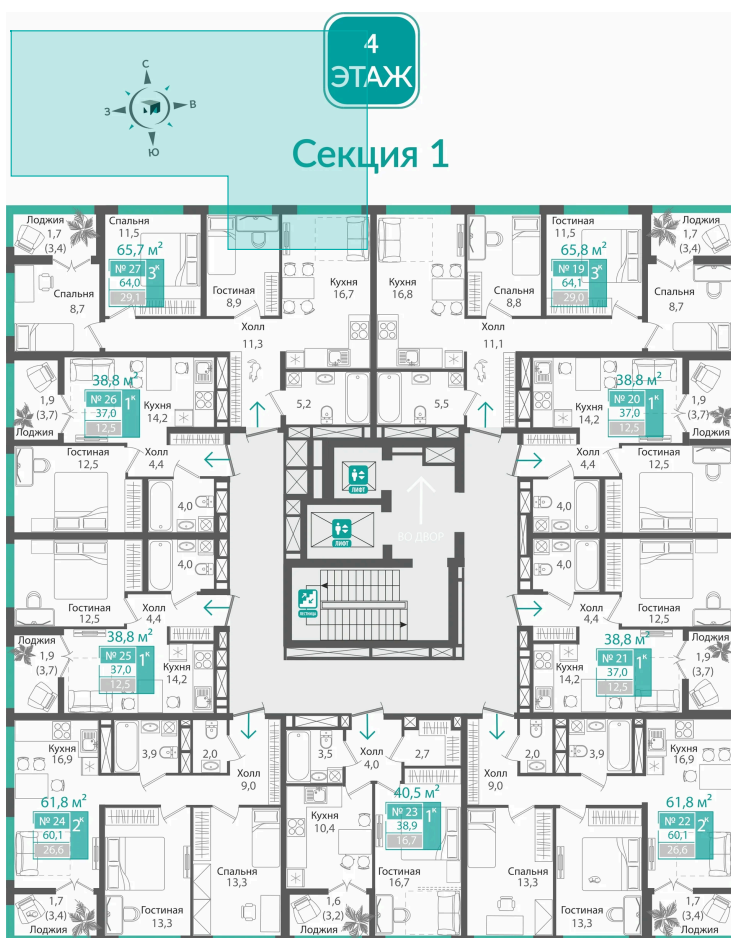 4
ЭТАЖ
С
З
В
Ю
Секция 1
Лоджия
1,7
(3,4)
Спальня
11,5
65,7 м²
№ 27
3к
64,0
29,1
Спальня
8,7
Гостиная
8,9
Кухня
16,7
Холл
11,3
5,2
Кухня
16,8
Спальня
8,8
Гостиная
11,5
65,8 м²
№ 19
3к
64,1
29,0
Лоджия
1,7
(3,4)
Спальня
8,7
Холл
11,1
5,5
38,8 м²
№ 26
1к
37,0
12,5
1,9
(3,7)
Лоджия
Кухня
14,2
Гостиная
12,5
Холл
4,4
4,0
38,8 м²
№ 20
1к
37,0
12,5
Кухня
14,2
1,9
(3,7)
Лоджия
Холл
4,4
Гостиная
12,5
4,0
ЛИФТ
ЛИФТ
ВО ДВОР
ЛЕСТНИЦА
4,0
Гостиная
12,5
Холл
4,4
38,8 м²
№ 25
1к
37,0
12,5
Лоджия
1,9
(3,7)
Кухня
14,2
4,0
Холл
4,4
Гостиная
12,5
38,8 м²
№ 21
1к
37,0
12,5
Кухня
14,2
Лоджия
1,9
(3,7)
Кухня
16,9
3,9
2,0
Холл
9,0
61,8 м²
№ 24
2к
60,1
26,6
1,7
(3,4)
Лоджия
Гостиная
13,3
Спальня
13,3
3,5
Холл
4,0
2,7
Кухня
10,4
40,5 м²
№ 23
1к
38,9
16,7
Гостиная
16,7
1,6
(3,2)
Лоджия
2,0
3,9
Кухня
16,9
Холл
9,0
61,8 м²
№ 22
2к
60,1
26,6
Спальня
13,3
Гостиная
13,3
1,7
(3,4)
Лоджия